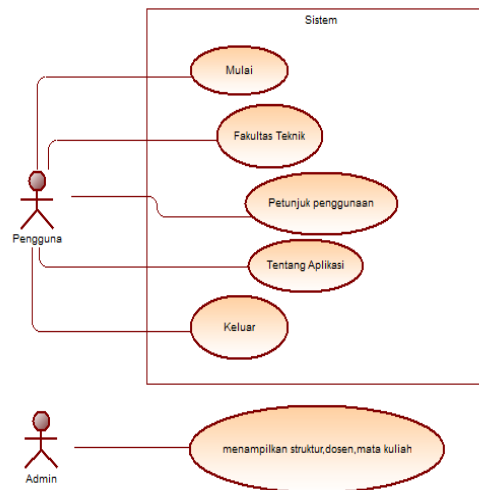 Sistem
Mulai
Fakultas Teknik
Petunjuk penggunaan
Pengguna
Tentang Aplikasi
Keluar
menampilkan struktur,dosen,mata kuliah
Admin